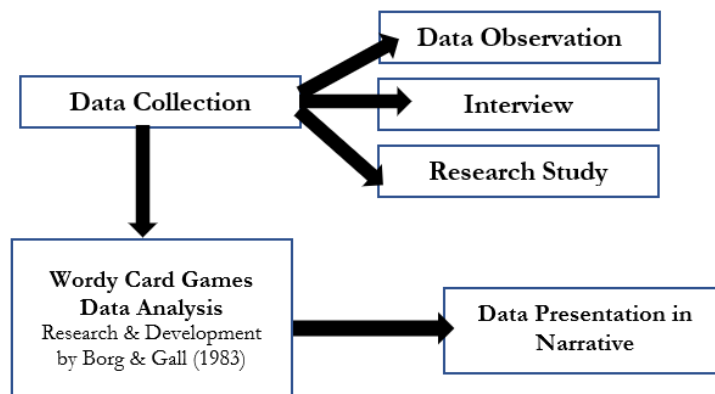 Data Observation
Data Collection
Interview
Research Study
Wordy Card Games
Data Analysis
Research & Development
by Borg & Gall (1983)
Data Presentation in
Narrative